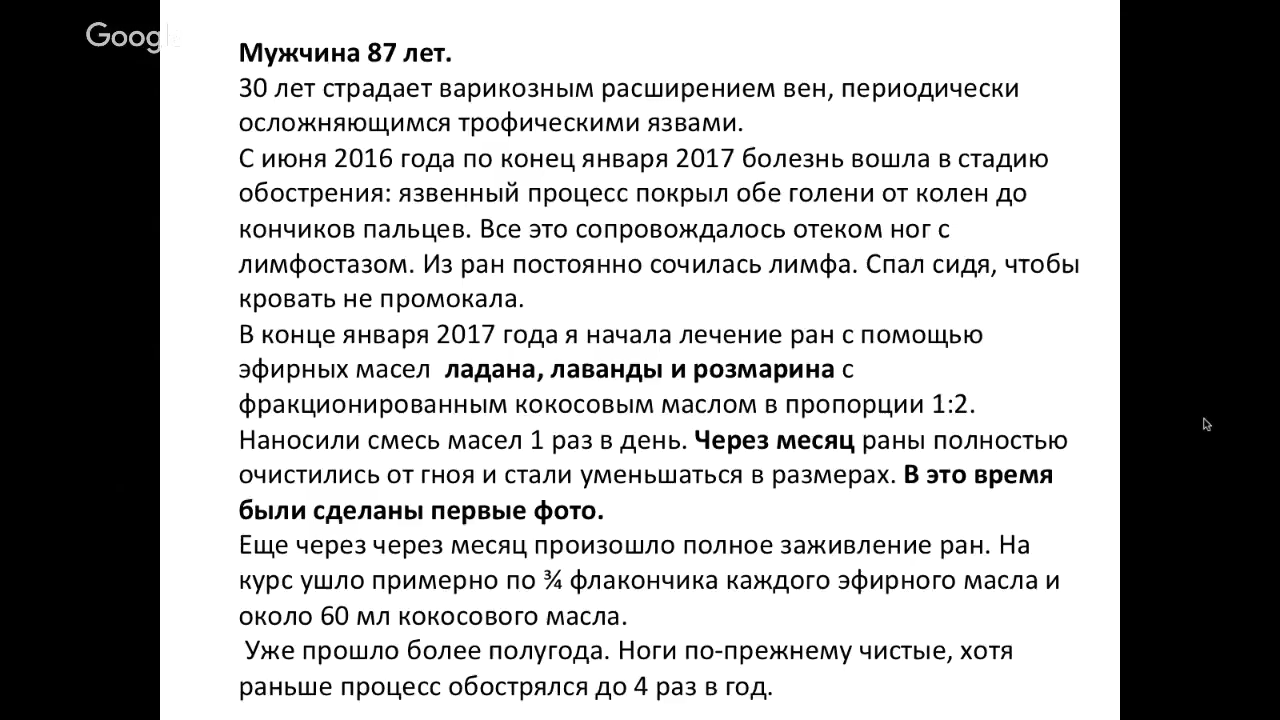 Google
Мужчина 87 лет.
30 лет страдает варикозным расширением вен, периодически
осложняющимся трофическими язвами.
С июня 2016 года по конец января 2017 болезнь вошла в стадию
обострения: язвенный процесс покрыл обе голени от колен до
кончиков пальцев. Все это сопровождалось отеком ног с
лимфостазом. Из ран постоянно сочилась лимфа. Спал сидя, чтобы
кровать не промокала.
В конце января 2017 года я начала лечение ран с помощью
эфирных масел  ладана, лаванды и розмарина с
фракционированным кокосовым маслом в пропорции 1:2.
Наносили смесь масел 1 раз в день. Через месяц раны полностью
очистились от гноя и стали уменьшаться в размерах. В это время
были сделаны первые фото.
Еще через через месяц произошло полное заживление ран. На
курс ушло примерно по ¾ флакончика каждого эфирного масла и
около 60 мл кокосового масла.
Уже прошло более полугода. Ноги по-прежнему чистые, хотя
раньше процесс обострялся до 4 раз в год.